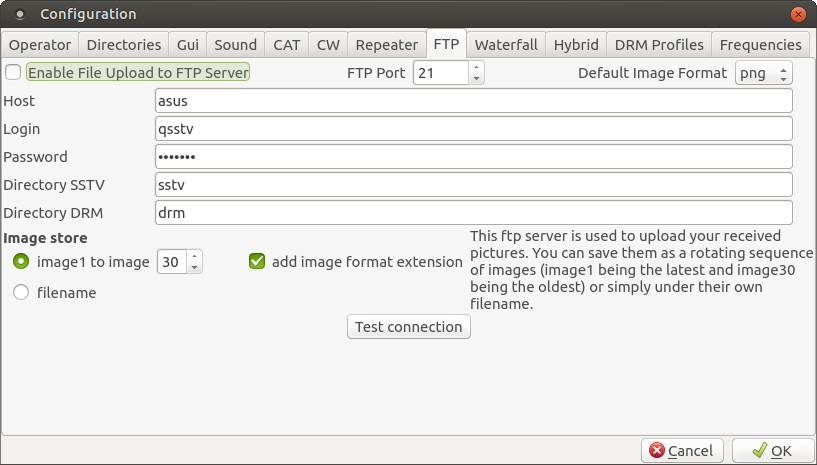 Configuration
Operator Directories Gui Sound CAT CW Repeater FTP Waterfall Hybrid DRM Profiles Frequencies
Enable File Upload to FTP Server FTP Port 21 Default Image Format png
Host asus
Login qsstv
Password •••••••
Directory SSTV sstv
Directory DRM drm
Image store
image1 to image 30 add image format extension
filename
This ftp server is used to upload your received
pictures. You can save them as a rotating sequence
of images (image1 being the latest and image30
being the oldest) or simply under their own
filename.
Test connection
Cancel OK